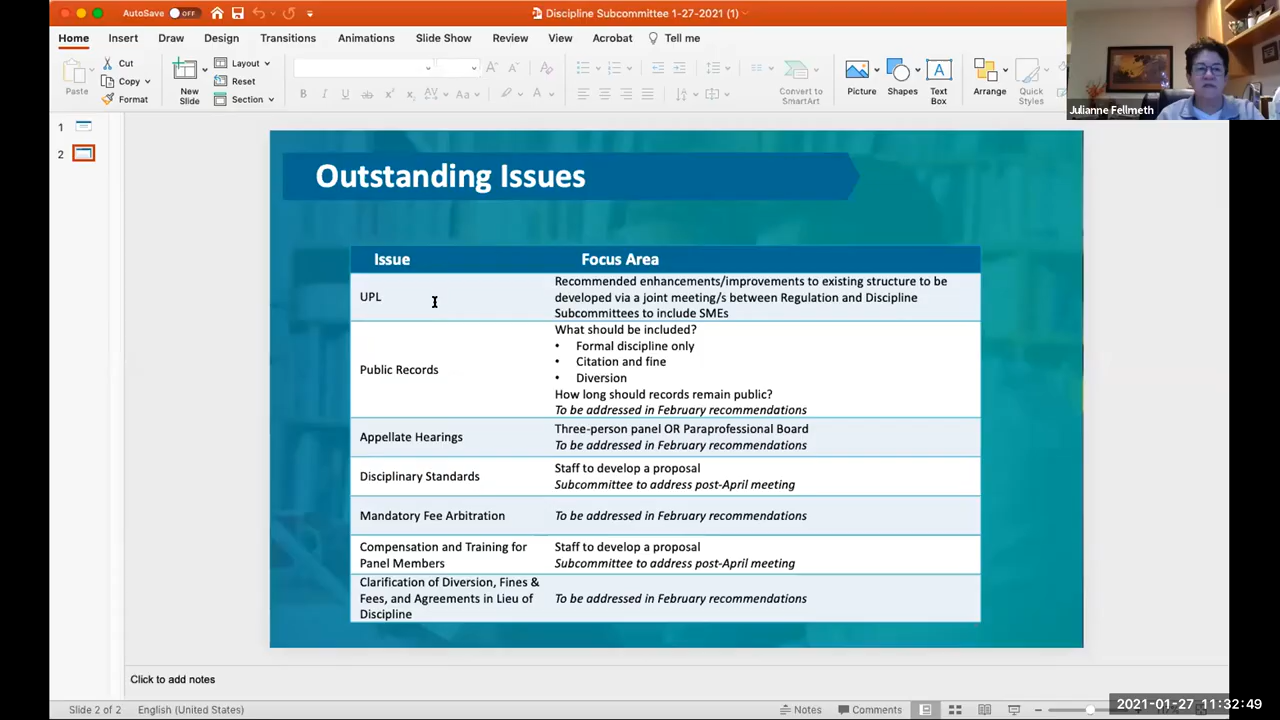 AutoSave OFF
Discipline Subcommittee 1-27-2021 (1)
Home Insert Draw Design Transitions Animations Slide Show Review View Acrobat Tell me
Paste
Cut
Copy
Format
New
Slide
Layout
Reset
Section
Convert to
SmartArt
Picture
Shapes
Text
Box
Arrange
Quick
Styles
Julianne Fellmeth
1
2
Outstanding Issues
Issue Focus Area
UPL
Recommended enhancements/improvements to existing structure to be
developed via a joint meeting/s between Regulation and Discipline
Subcommittees to include SMEs
Public Records
What should be included?
• Formal discipline only
• Citation and fine
• Diversion
How long should records remain public?
To be addressed in February recommendations
Appellate Hearings
Three-person panel OR Paraprofessional Board
To be addressed in February recommendations
Disciplinary Standards
Staff to develop a proposal
Subcommittee to address post-April meeting
Mandatory Fee Arbitration
To be addressed in February recommendations
Compensation and Training for
Panel Members
Staff to develop a proposal
Subcommittee to address post-April meeting
Clarification of Diversion, Fines &
Fees, and Agreements in Lieu of
Discipline
To be addressed in February recommendations
Click to add notes
Slide 2 of 2 English (United States) Notes Comments
2021-01-27 11:32:49